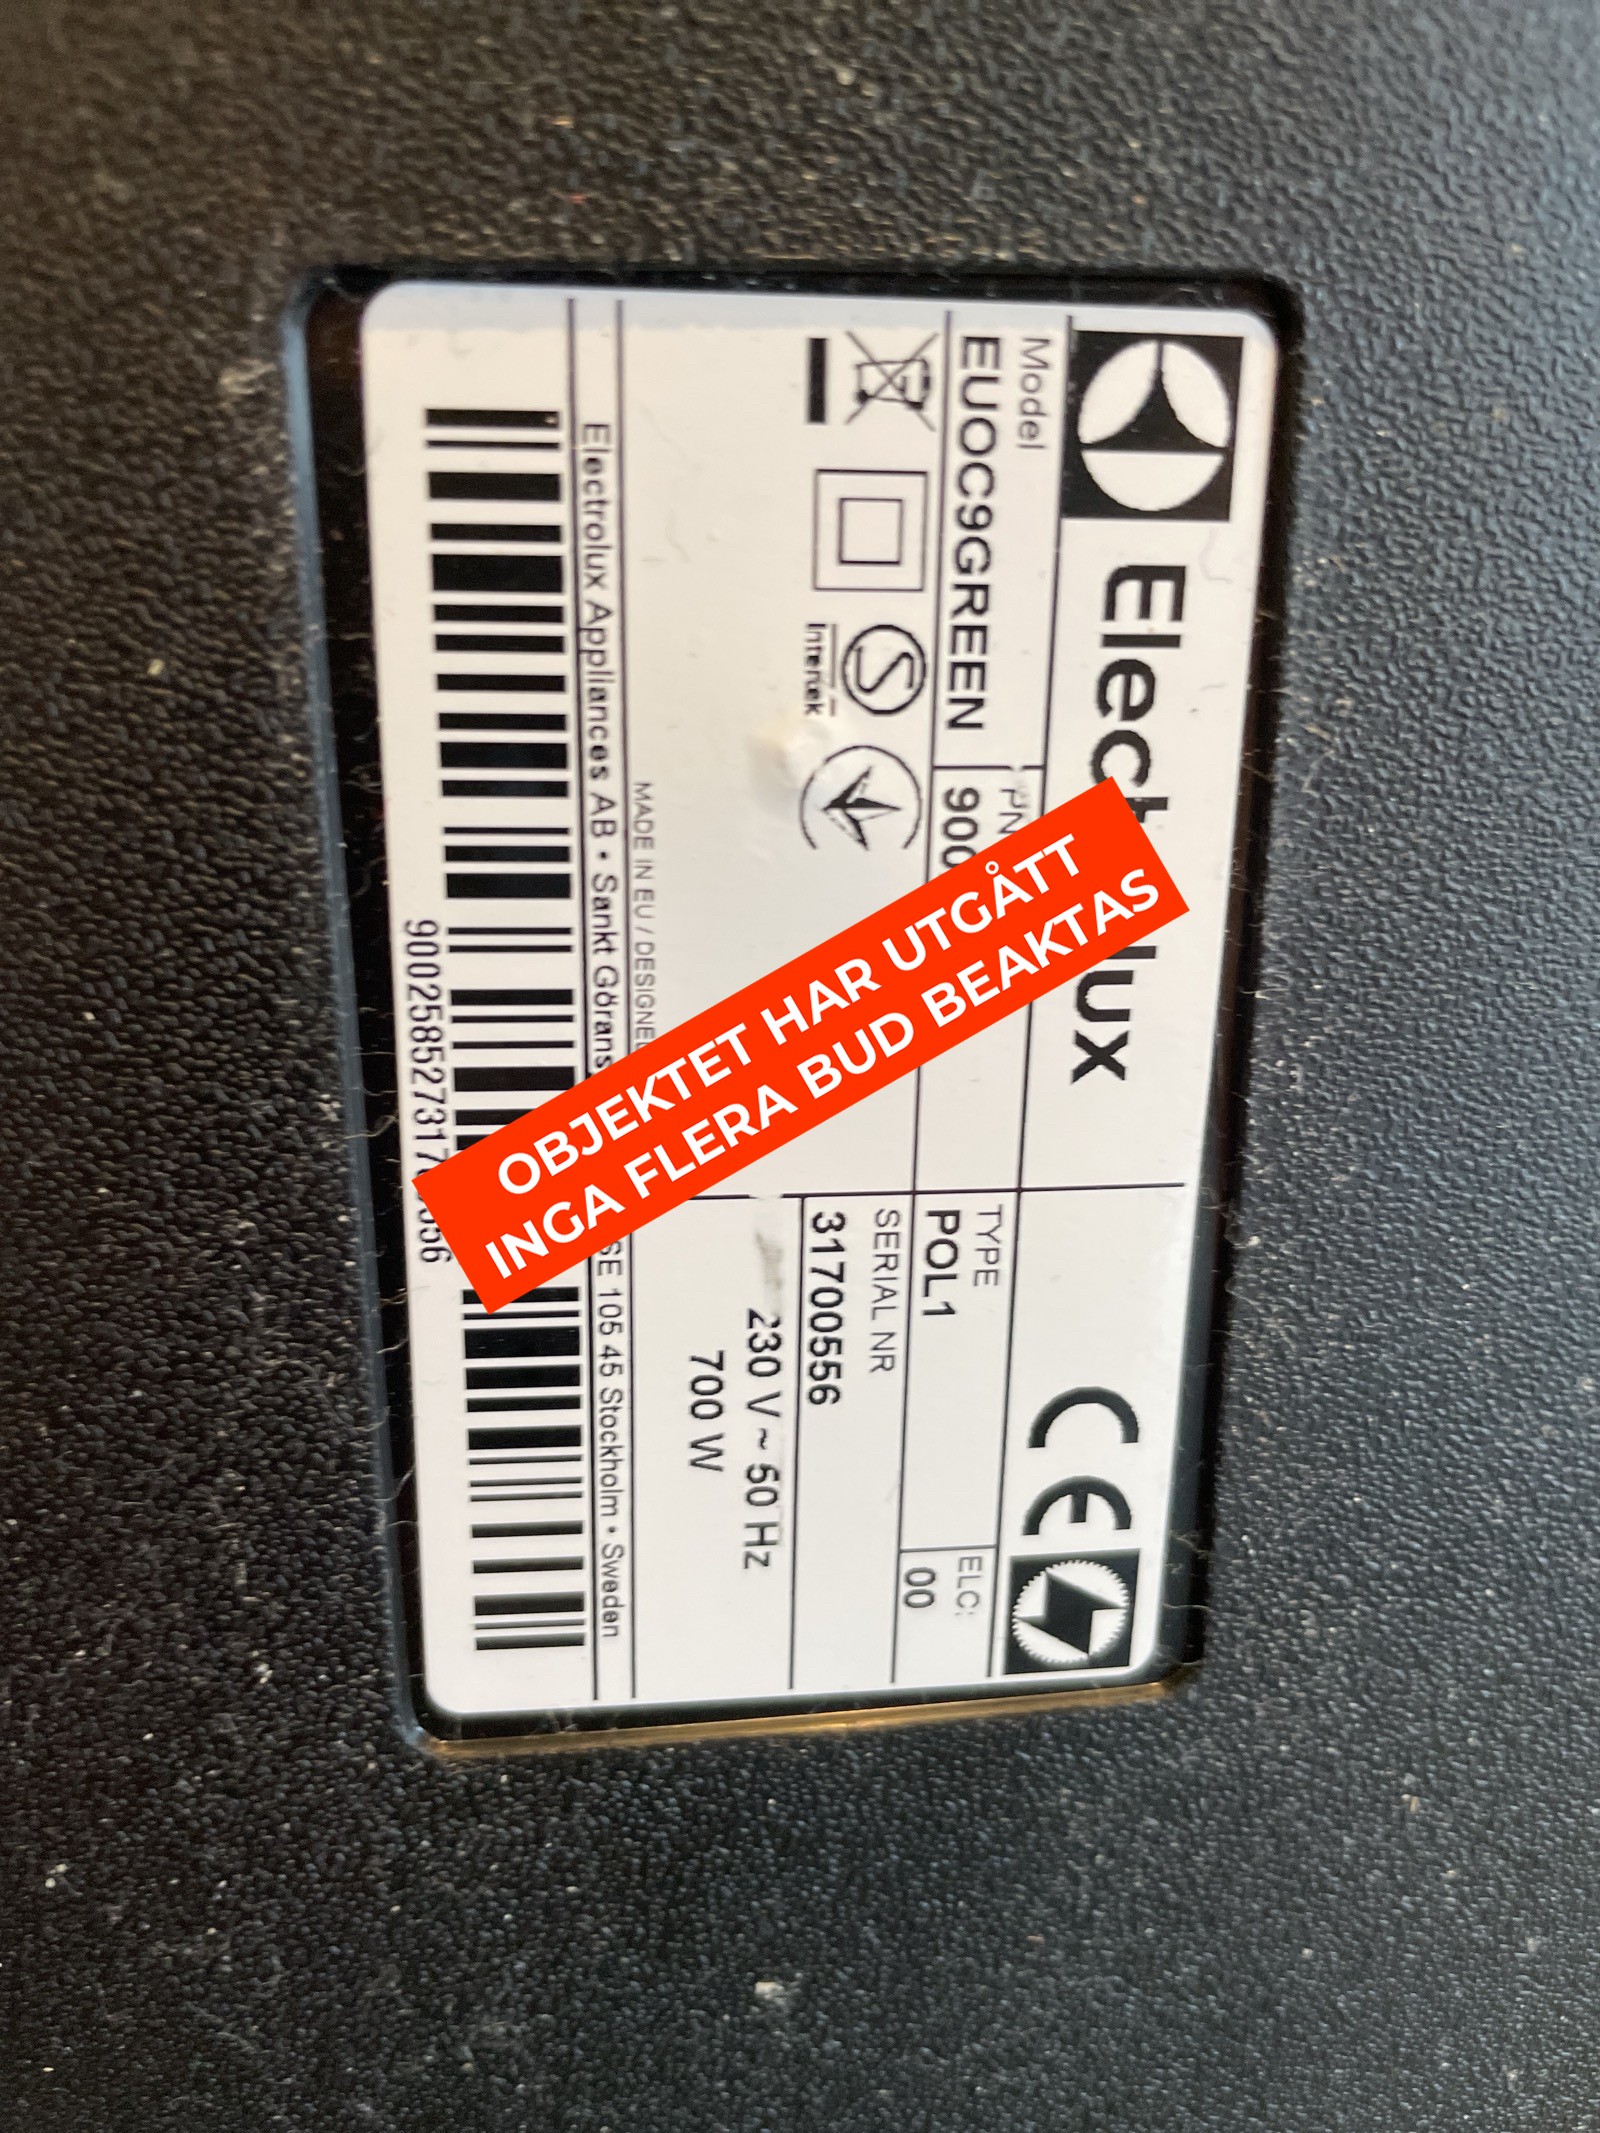 Electrolux
Model
EUOC9GREEN
PN
900
TYPE
POL1
ELC:
00
SERIAL NR
31700556
230 V ~ 50 Hz
700 W
Intertek
MADE IN EU / DESIGNED
Electrolux Appliances AB • Sankt Görans
SE 105 45 Stockholm • Sweden
OBJEKTET HAR UTGÅTT
INGA FLERA BUD BEAKTAS